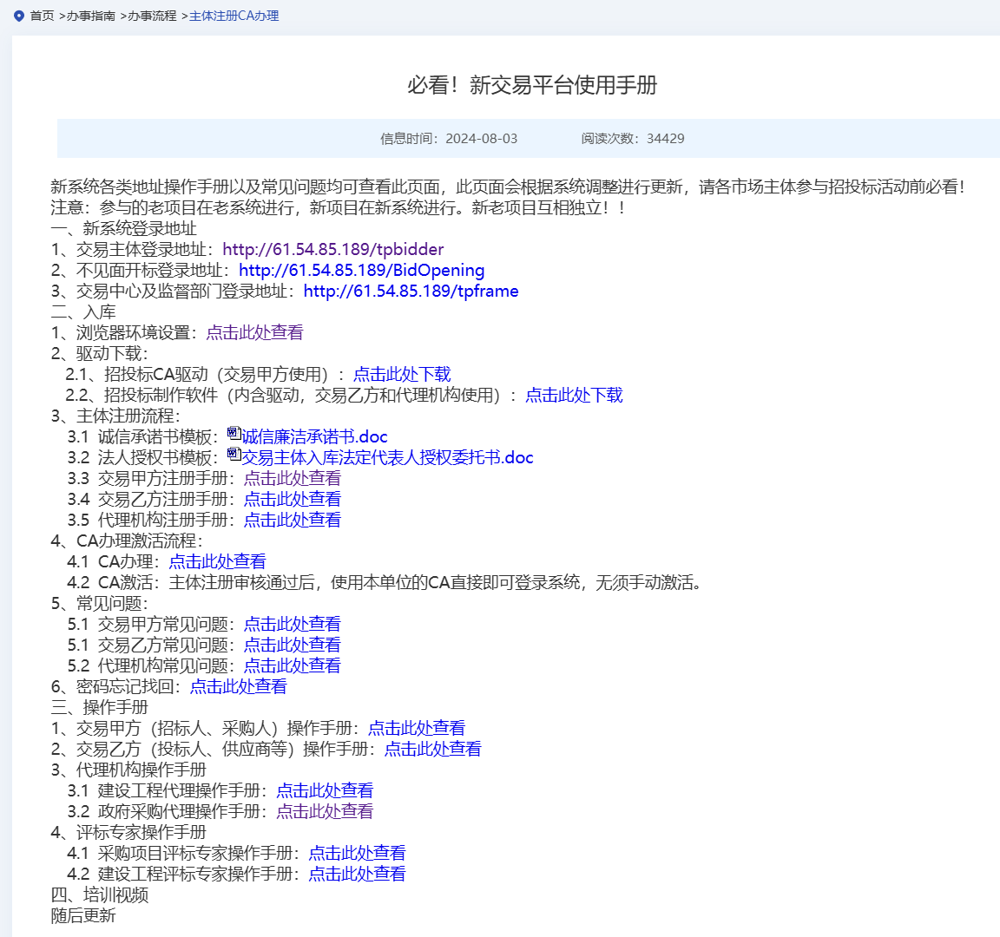 首页 >办事指南 >办事流程 >主体注册CA办理
必看！新交易平台使用手册
信息时间：2024-08-03 阅读次数：34429
新系统各类地址操作手册以及常见问题均可查看此页面，此页面会根据系统调整进行更新，请各市场主体参与招投标活动前必看！
注意：参与的老项目在老系统进行，新项目在新系统进行。新老项目互相独立！！
一、新系统登录地址
1、交易主体登录地址：http://61.54.85.189/tpbidder
2、不见面开标登录地址：http://61.54.85.189/BidOpening
3、交易中心及监督部门登录地址：http://61.54.85.189/tpframe
二、入库
1、浏览器环境设置：点击此处查看
2、驱动下载：
2.1、招投标CA驱动（交易甲方使用）：点击此处下载
2.2、招投标制作软件（内含驱动，交易乙方和代理机构使用）：点击此处下载
3、主体注册流程：
3.1 诚信承诺书模板：诚信廉洁承诺书.doc
3.2 法人授权书模板：交易主体入库法定代表人授权委托书.doc
3.3 交易甲方注册手册：点击此处查看
3.4 交易乙方注册手册：点击此处查看
3.5 代理机构注册手册：点击此处查看
4、CA办理激活流程：
4.1 CA办理：点击此处查看
4.2 CA激活：主体注册审核通过后，使用本单位的CA直接即可登录系统，无须手动激活。
5、常见问题：
5.1 交易甲方常见问题：点击此处查看
5.1 交易乙方常见问题：点击此处查看
5.2 代理机构常见问题：点击此处查看
6、密码忘记找回：点击此处查看
三、操作手册
1、交易甲方（招标人、采购人）操作手册：点击此处查看
2、交易乙方（投标人、供应商等）操作手册：点击此处查看
3、代理机构操作手册
3.1 建设工程代理操作手册：点击此处查看
3.2 政府采购代理操作手册：点击此处查看
4、评标专家操作手册
4.1 采购项目评标专家操作手册：点击此处查看
4.2 建设工程评标专家操作手册：点击此处查看
四、培训视频
随后更新